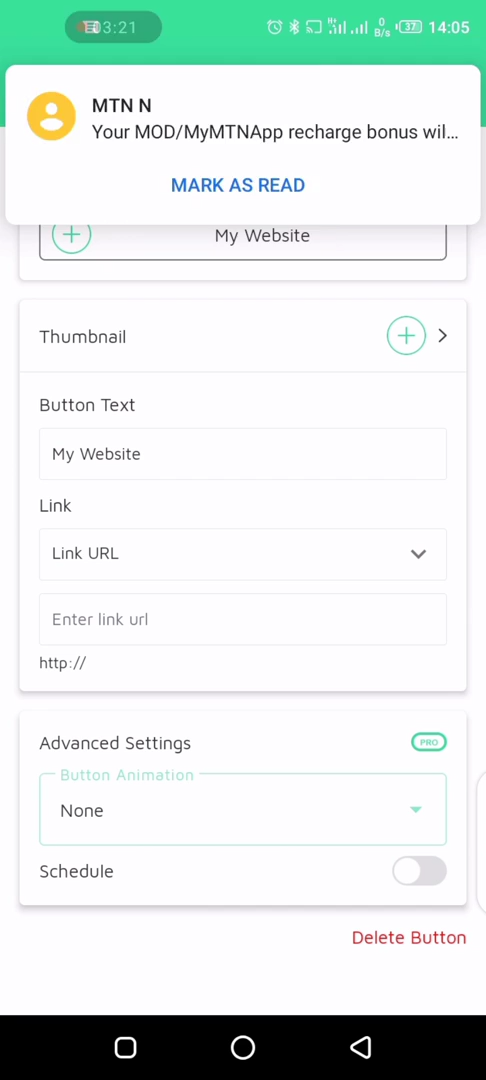 03:21
H+
0
B/s
37
14:05
MTN N
Your MOD/MyMTNApp recharge bonus wil...
MARK AS READ
My Website
Thumbnail
Button Text
My Website
Link
Link URL
Enter link url
http://
Advanced Settings
PRO
Button Animation
None
Schedule
Delete Button